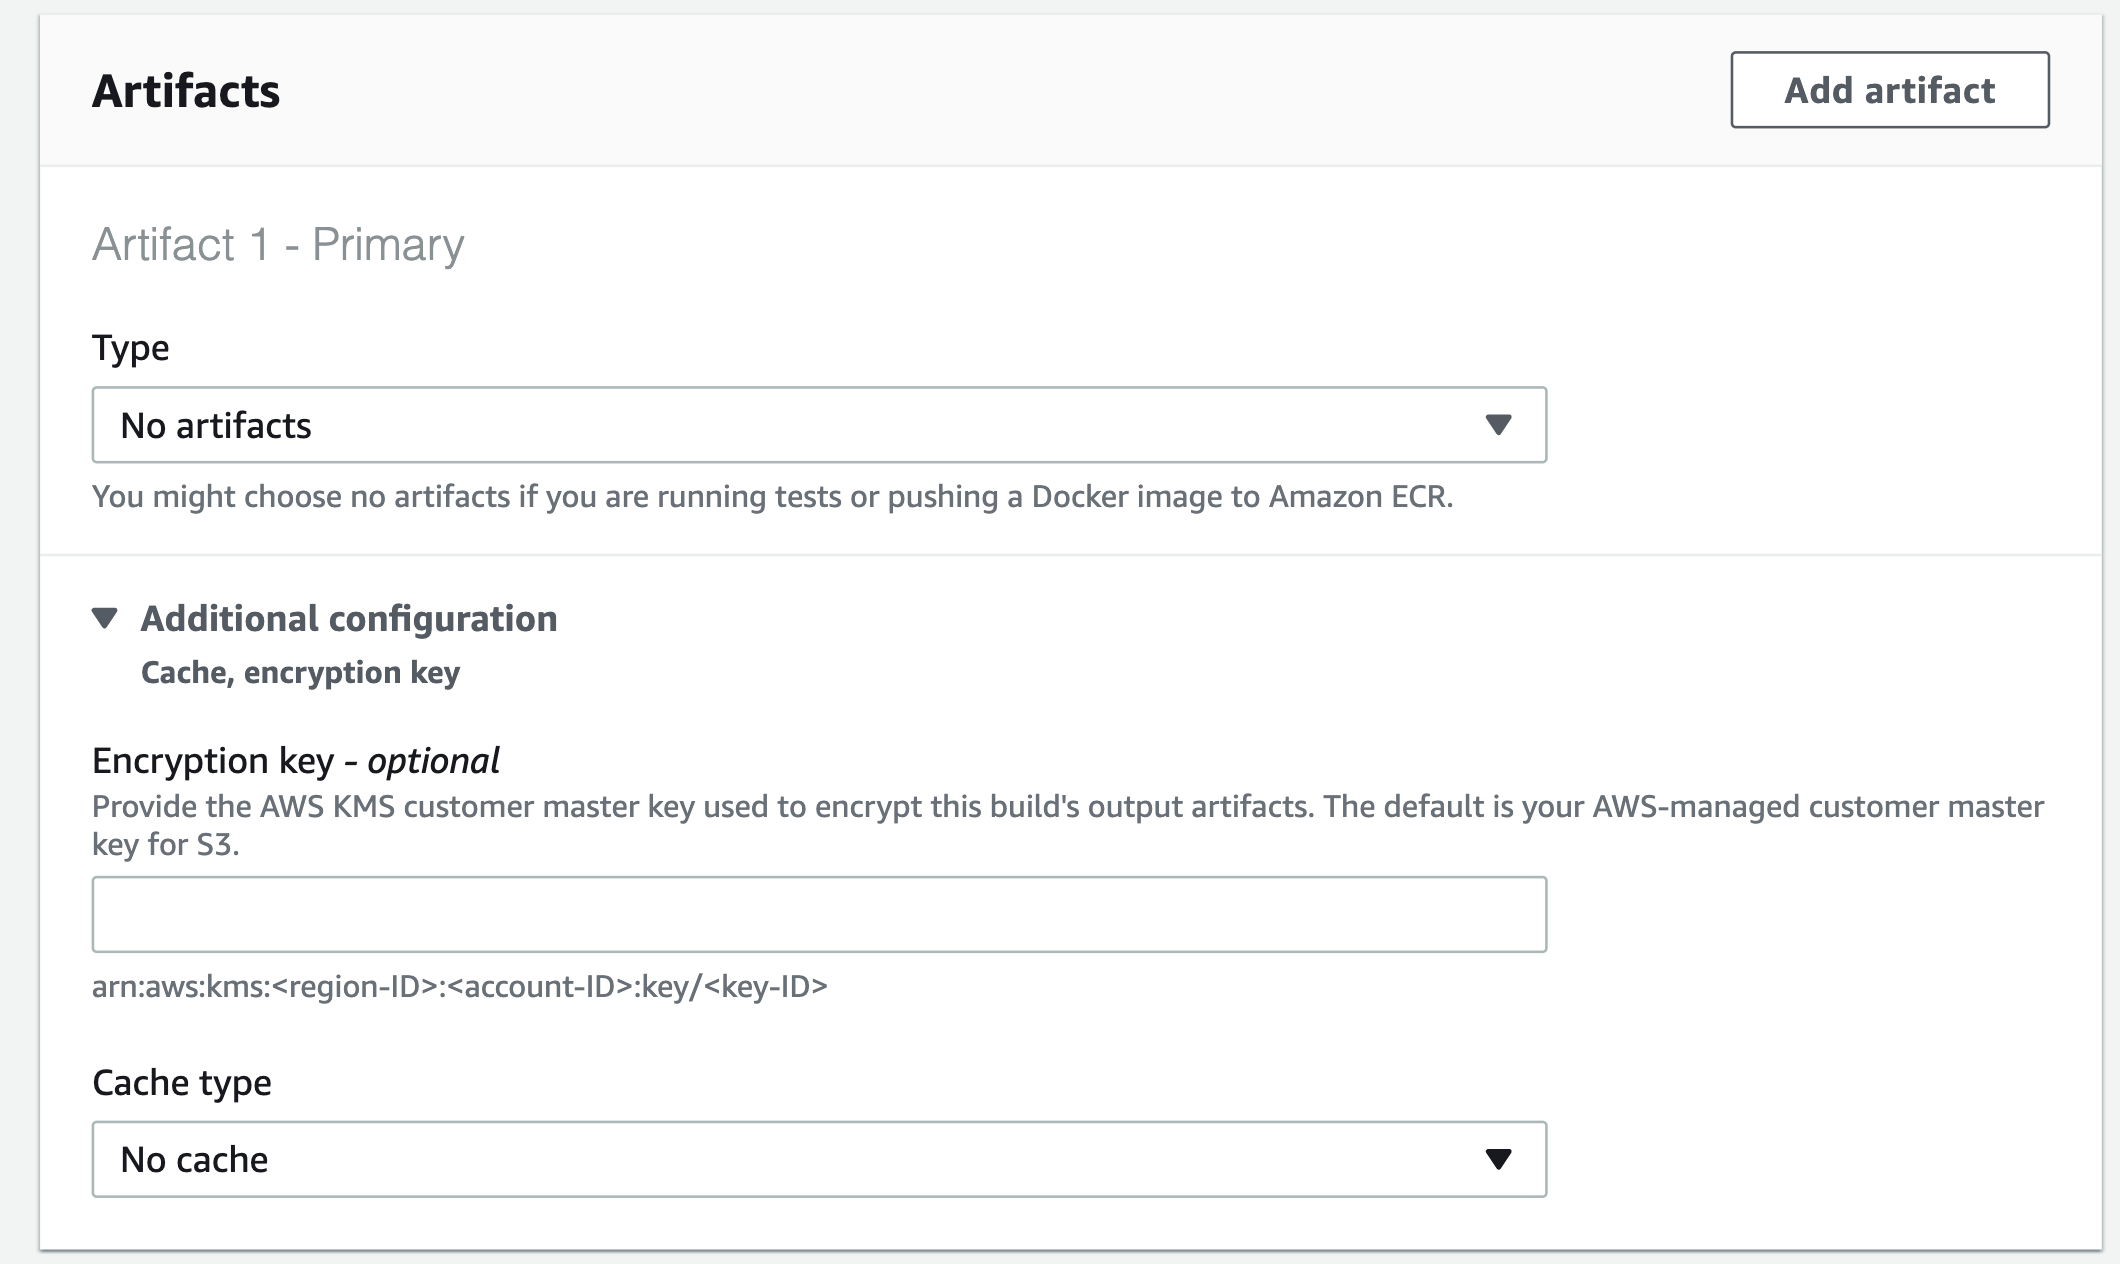 Artifacts
Add artifact
Artifact 1 - Primary
Type
No artifacts
You might choose no artifacts if you are running tests or pushing a Docker image to Amazon ECR.
Additional configuration
Cache, encryption key
Encryption key - optional
Provide the AWS KMS customer master key used to encrypt this build's output artifacts. The default is your AWS-managed customer master
key for S3.
arn:aws:kms:<region-ID>:<account-ID>:key/<key-ID>
Cache type
No cache